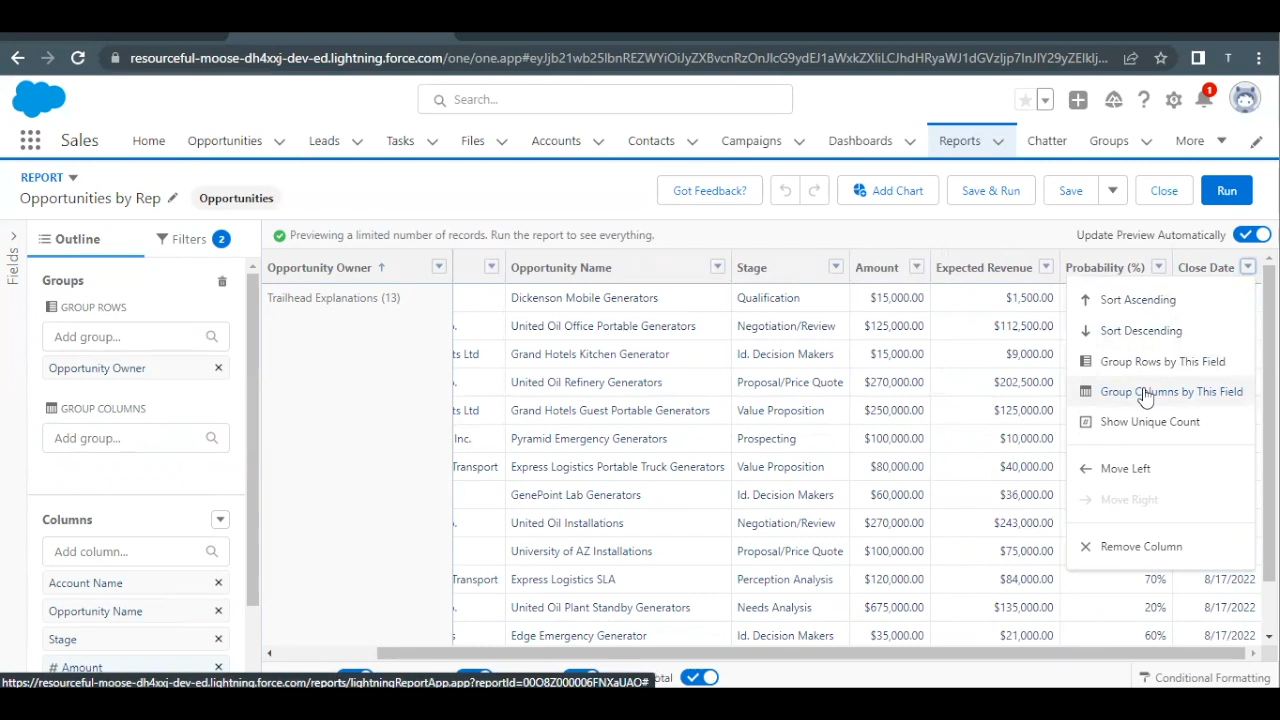 resourceful-moose-dh4xxj-dev-ed.lightning.force.com/one/one.app#
T
Search...
1
Sales
Home
Opportunities
Leads
Tasks
Files
Accounts
Contacts
Campaigns
Dashboards
Reports
Chatter
Groups
More
REPORT
Opportunities by Rep
Opportunities
Got Feedback?
Add Chart
Save & Run
Save
Close
Run
Fields
Outline
Filters 2
Previewing a limited number of records. Run the report to see everything.
Update Preview Automatically
Groups
GROUP ROWS
Add group...
Opportunity Owner
GROUP COLUMNS
Add group...
Columns
Add column...
Account Name
Opportunity Name
Stage
# Amount
Opportunity Owner ↑ Opportunity Name Stage Amount Expected Revenue Probability (%) Close Date
Trailhead Explanations (13) Dickenson Mobile Generators Qualification $15,000.00 $1,500.00
United Oil Office Portable Generators Negotiation/Review $125,000.00 $112,500.00
ts Ltd Grand Hotels Kitchen Generator Id. Decision Makers $15,000.00 $9,000.00
United Oil Refinery Generators Proposal/Price Quote $270,000.00 $202,500.00
ts Ltd Grand Hotels Guest Portable Generators Value Proposition $250,000.00 $125,000.00
Inc. Pyramid Emergency Generators Prospecting $100,000.00 $10,000.00
Transport Express Logistics Portable Truck Generators Value Proposition $80,000.00 $40,000.00
GenePoint Lab Generators Id. Decision Makers $60,000.00 $36,000.00
United Oil Installations Negotiation/Review $270,000.00 $243,000.00
University of AZ Installations Proposal/Price Quote $100,000.00 $75,000.00
Transport Express Logistics SLA Perception Analysis $120,000.00 $84,000.00 70% 8/17/2022
United Oil Plant Standby Generators Needs Analysis $675,000.00 $135,000.00 20% 8/17/2022
s Edge Emergency Generator Id. Decision Makers $35,000.00 $21,000.00 60% 8/17/2022
Sort Ascending
Sort Descending
Group Rows by This Field
Group Columns by This Field
Show Unique Count
Move Left
Move Right
Remove Column
https://resourceful-moose-dh4xxj-dev-ed.lightning.force.com/reports/lightningReportApp.app?reportId=00O8Z000006FNXaUAO#
otal
Conditional Formatting